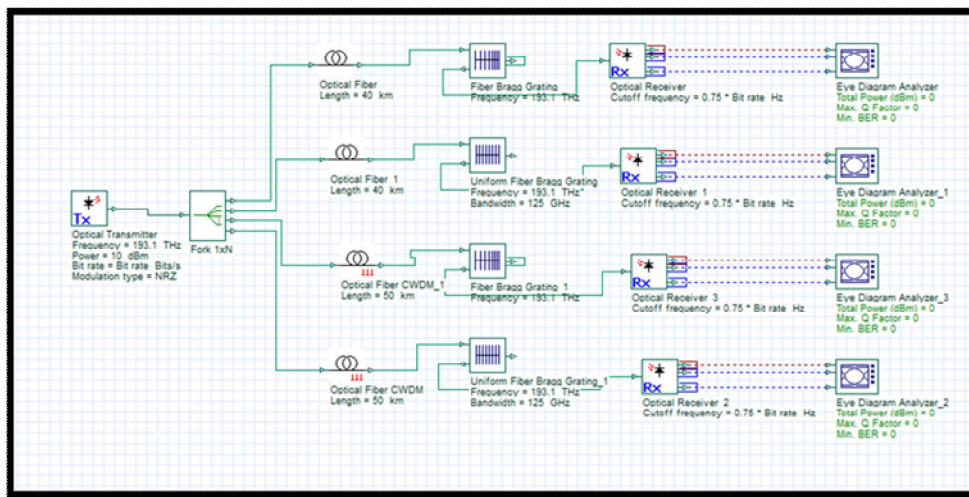 Optical Fiber
Length = 40 km
Fiber Bragg Grating
Frequency = 193.1 THz
Rx
Optical Receiver
Cutoff frequency = 0.75 * Bit rate Hz
Eye Diagram Analyzer
Total Power (dBm) = 0
Max. Q Factor = 0
Min. BER = 0
Optical Fiber 1
Length = 40 km
Uniform Fiber Bragg Grating
Frequency = 193.1 THz
Bandwidth = 125 GHz
Rx
Optical Receiver 1
Cutoff frequency = 0.75 * Bit rate Hz
Eye Diagram Analyzer_1
Total Power (dBm) = 0
Max. Q Factor = 0
Min. BER = 0
Tx
Optical Transmitter
Frequency = 193.1 THz
Power = 10 dBm
Bit rate = Bit rate Bits/s
Modulation type = NRZ
Fork 1xN
Optical Fiber CWDM_1
Length = 50 km
Fiber Bragg Grating_1
Frequency = 193.1 THz
Rx
Optical Receiver 3
Cutoff frequency = 0.75 * Bit rate Hz
Eye Diagram Analyzer_3
Total Power (dBm) = 0
Max. Q Factor = 0
Min. BER = 0
Optical Fiber CWDM
Length = 50 km
Uniform Fiber Bragg Grating_1
Frequency = 193.1 THz
Bandwidth = 125 GHz
Rx
Optical Receiver 2
Cutoff frequency = 0.75 * Bit rate Hz
Eye Diagram Analyzer_2
Total Power (dBm) = 0
Max. Q Factor = 0
Min. BER = 0